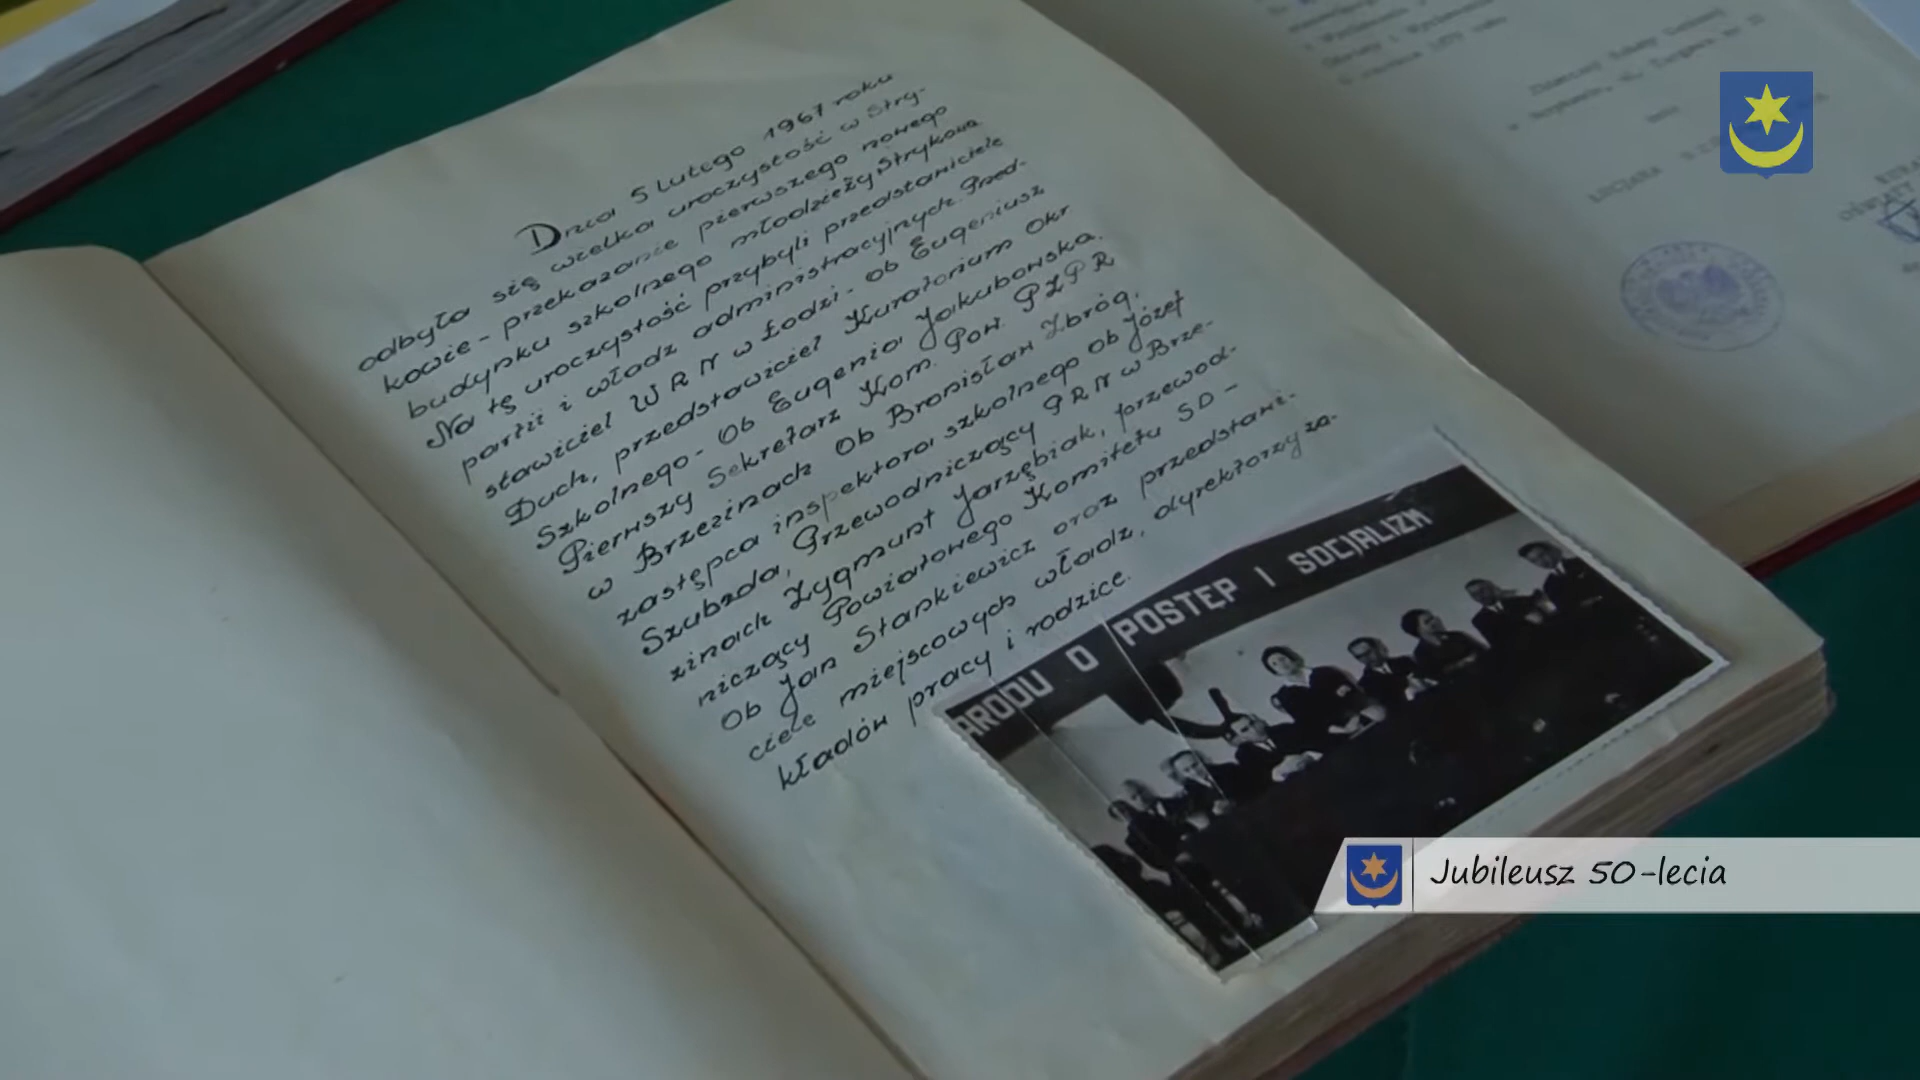 Dnia 5 lutego 1967 roku
odbyła się wielka uroczystość w Stry-
kowie - przekazanie pierwszego nowego
budynku szkolnego młodzieży Strykowa
Na tę uroczystość przybyli przedstawiciele
partii i władz administracyjnych. Przed-
stawiciel W R N w Łodzi - ob Eugeniusz
Duch, przedstawiciel Kuratorium Okr
Szkolnego - ob Eugenia Jakubowska.
Pierwszy Sekretarz Kom. Pow. PZPR
w Brzezinach ob Bronisław Zbróg,
zastępca inspektora szkolnego ob Józef
Szubzda, Przewodniczący PRN w Brze-
zinach Zygmunt Jarzębiak, przewod-
niczący Powiatowego Komitetu SD -
ob Jan Stankiewicz oraz przedstawi-
ciele miejscowych władz, dyrektorzy za-
kładów pracy i rodzice.
ARODU O POSTĘP I SOCJALIZM
Jubileusz 50-lecia